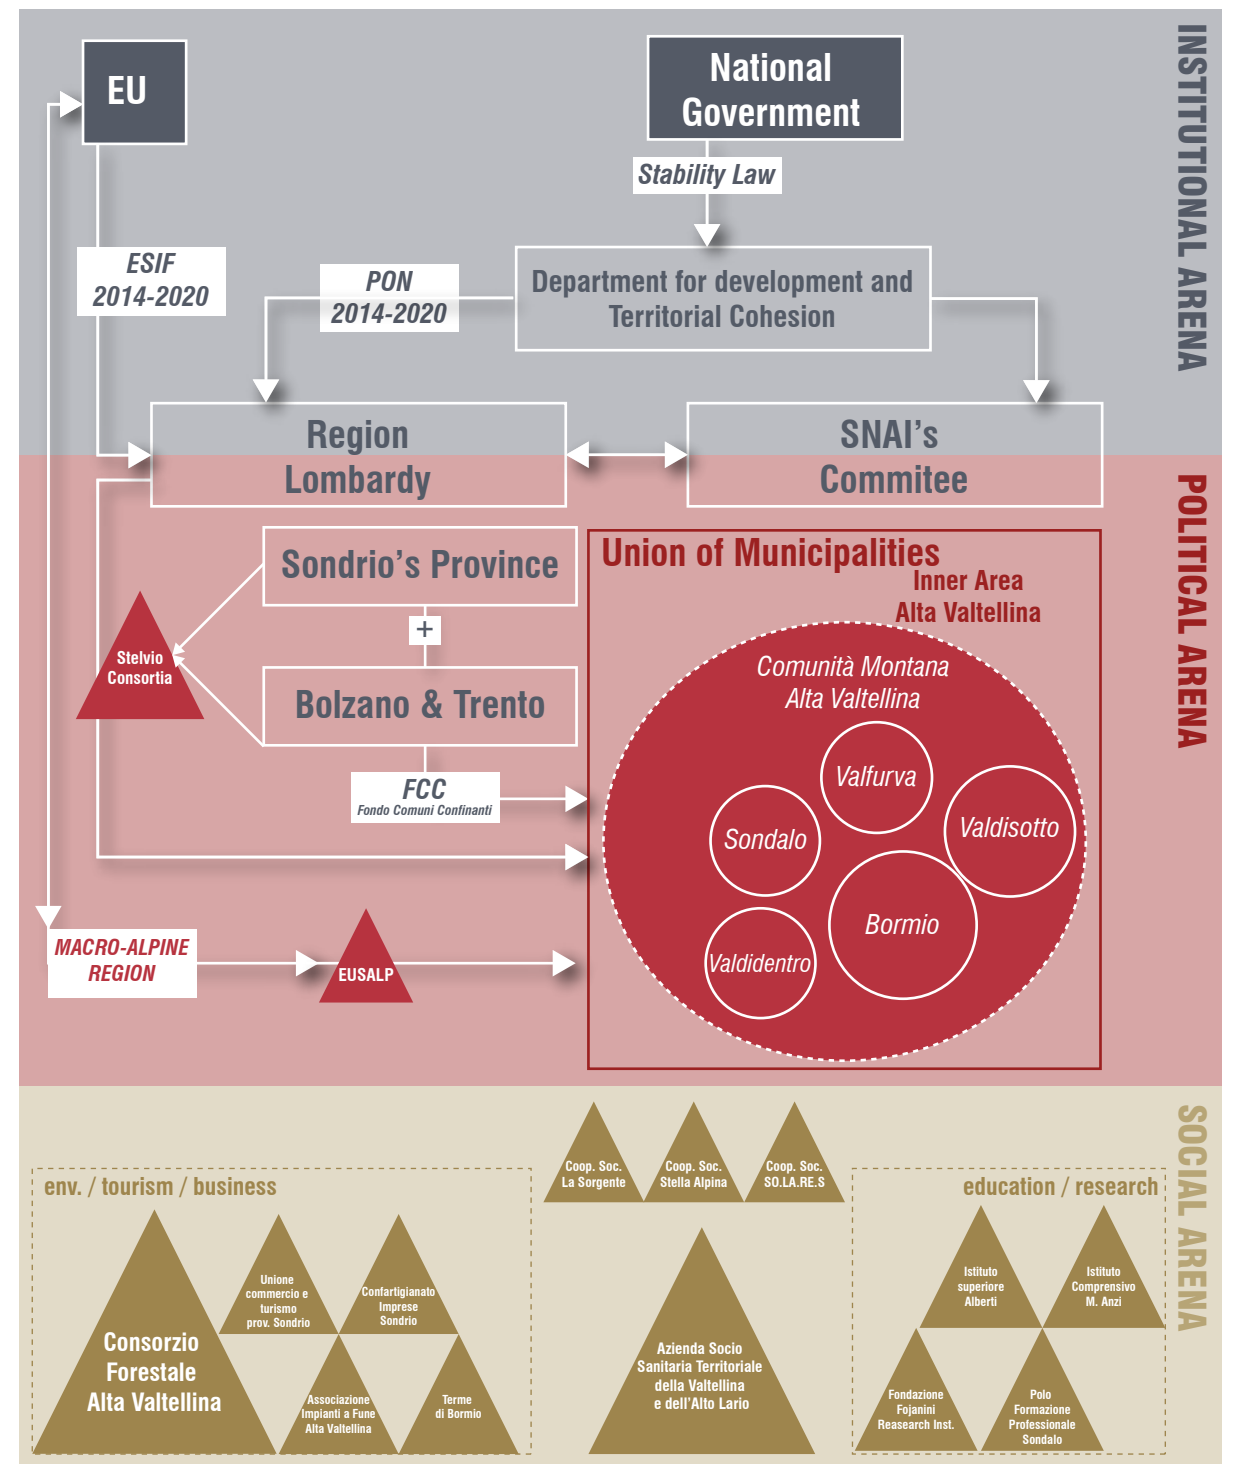 INSTITUTIONAL ARENA
EU
National
Government
Stability Law
ESIF
2014-2020
PON
2014-2020
Department for development and
Territorial Cohesion
Region
Lombardy
SNAI's
Commitee
POLITICAL ARENA
Sondrio's Province
+
Bolzano & Trento
Stelvio
Consortia
FCC
Fondo Comuni Confinanti
MACRO-ALPINE
REGION
EUSALP
Union of Municipalities
Inner Area
Alta Valtellina
Comunità Montana
Alta Valtellina
Valfurva
Valdisotto
Sondalo
Bormio
Valdidentro
SOCIAL ARENA
Coop. Soc.
La Sorgente
Coop. Soc.
Stella Alpina
Coop. Soc.
SO.LA.RE.S
env. / tourism / business
Consorzio
Forestale
Alta Valtellina
Unione
commercio e
turismo
prov. Sondrio
Confartigianato
Imprese
Sondrio
Associazione
Impianti a Fune
Alta Valtellina
Terme
di Bormio
Azienda Socio
Sanitaria Territoriale
della Valtellina
e dell'Alto Lario
education / research
Istituto
superiore
Alberti
Istituto
Comprensivo
M. Anzi
Fondazione
Fojanini
Reasearch Inst.
Polo
Formazione
Professionale
Sondalo